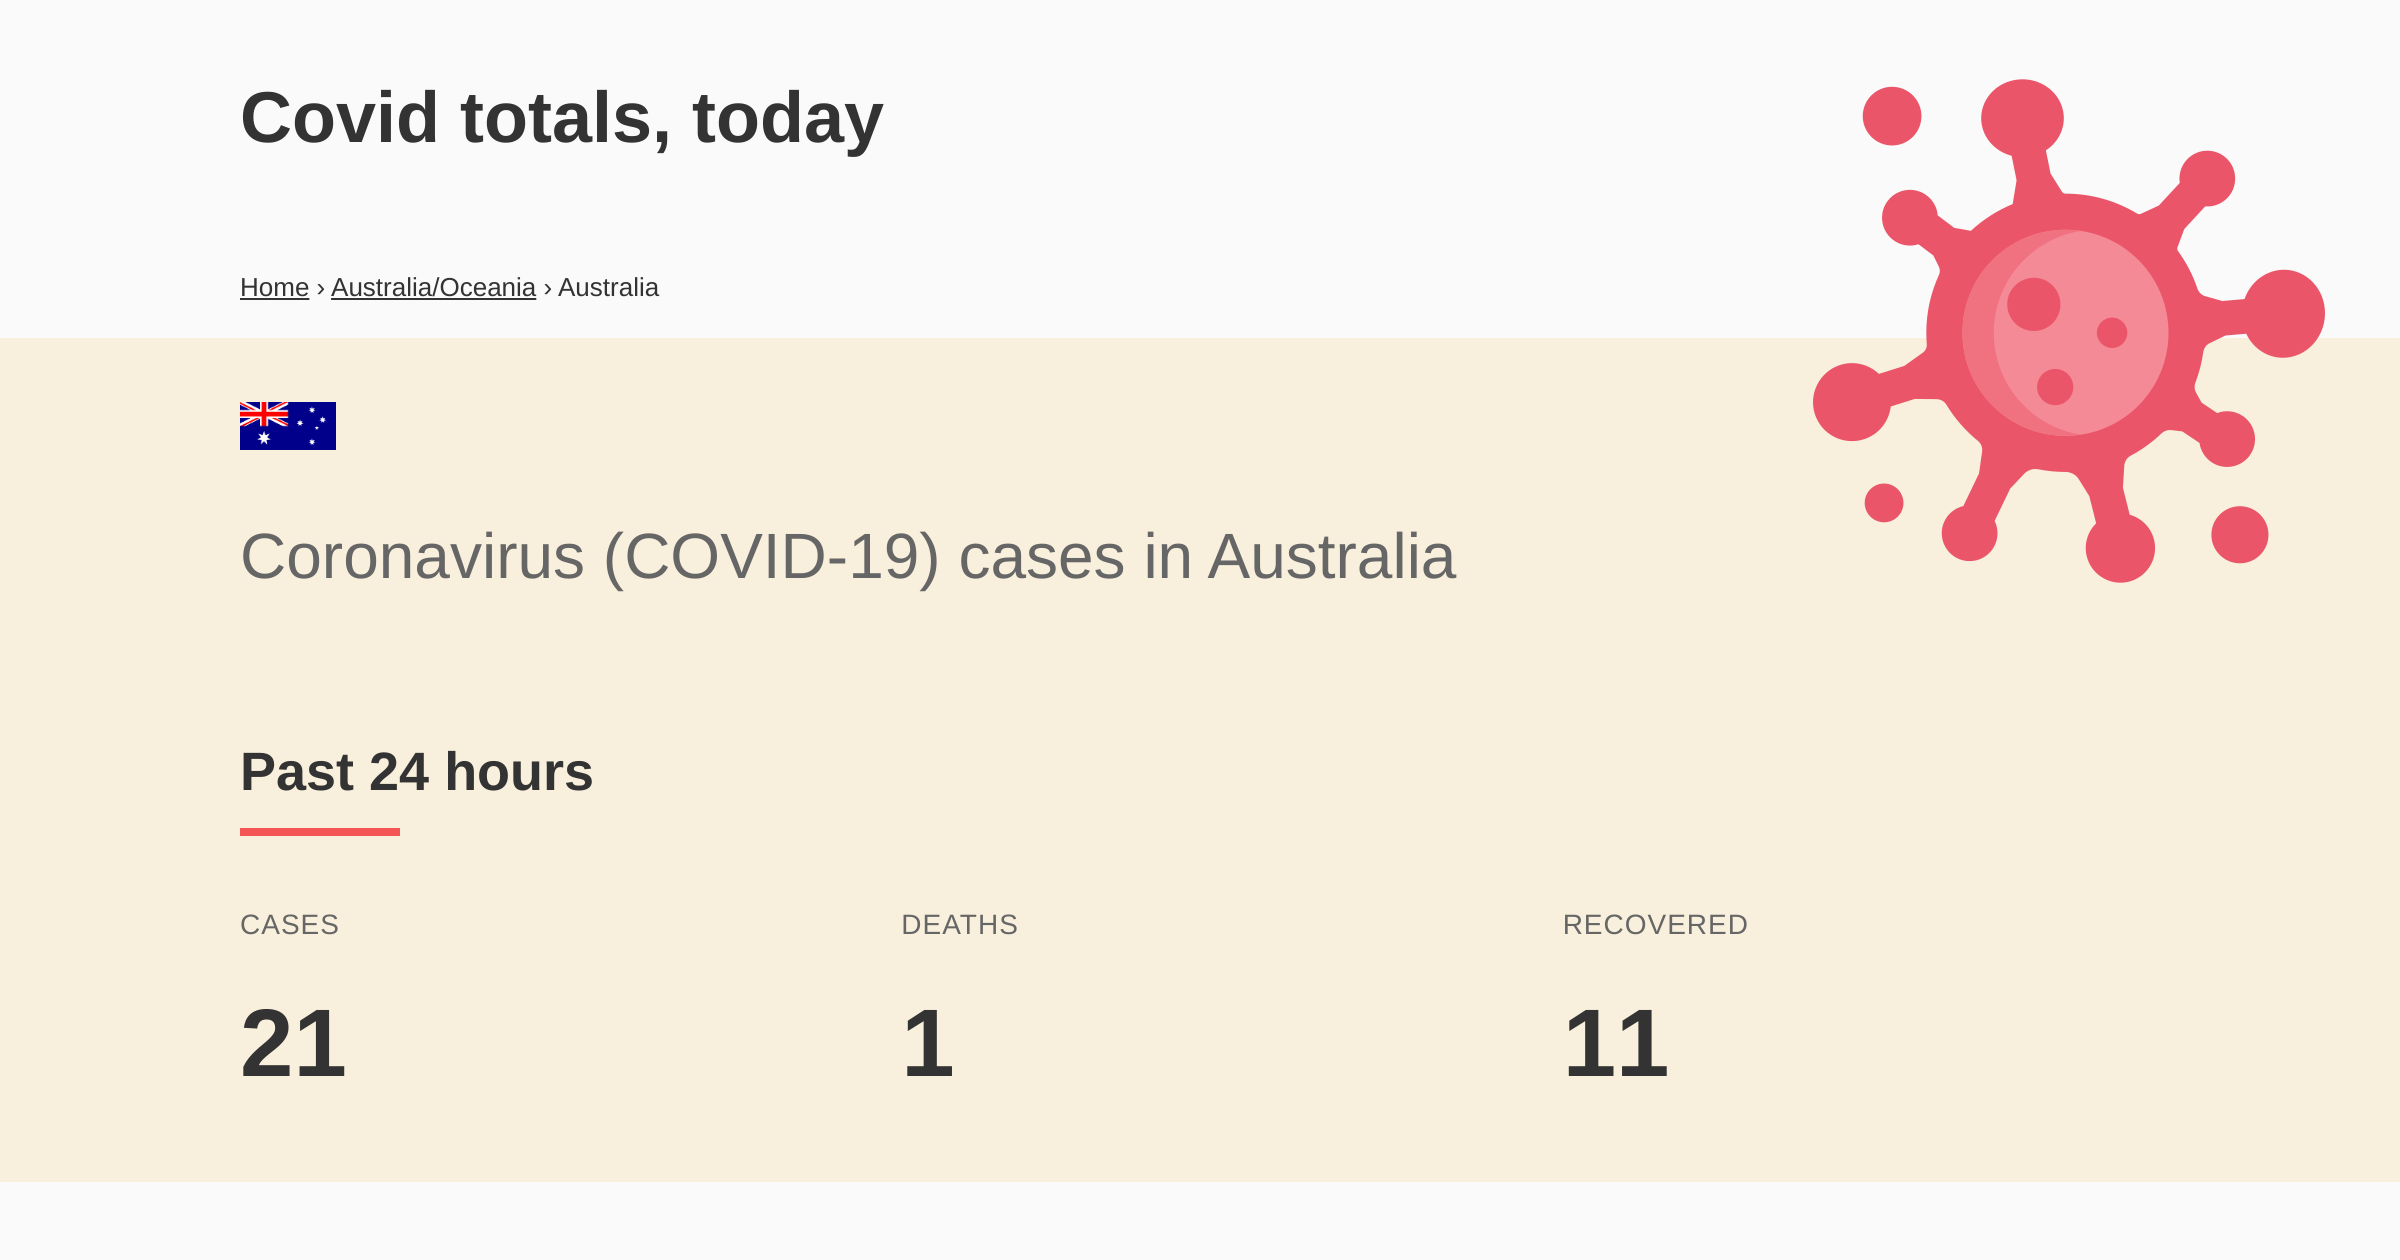 Covid totals, today
Home › Australia/Oceania › Australia
Coronavirus (COVID-19) cases in Australia
Past 24 hours
CASES DEATHS RECOVERED
21 1 11